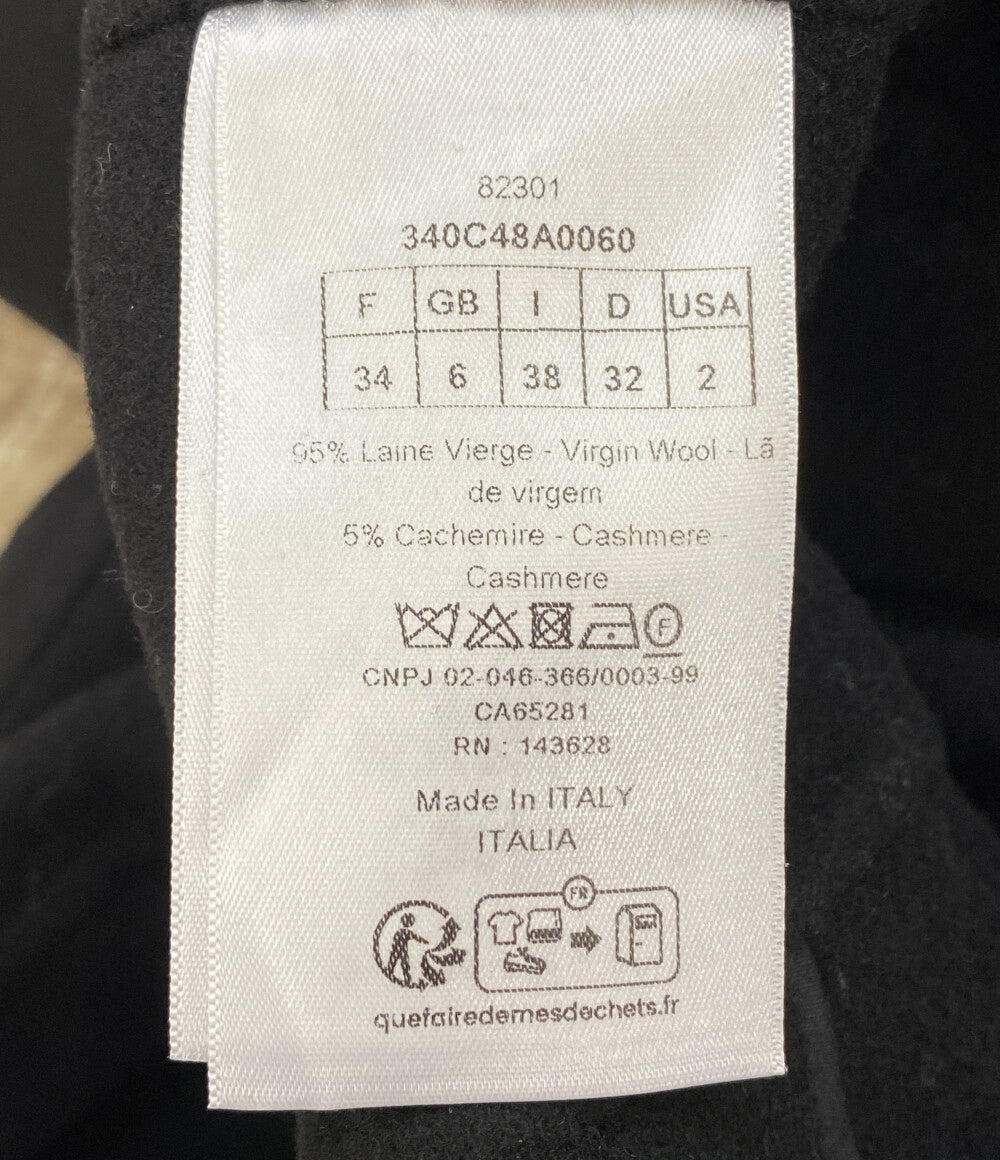 82301
340C48A0060
F GB I D USA
34 6 38 32 2
95% Laine Vierge - Virgin Wool - Lã
de virgem
5% Cachemire - Cashmere -
Cashmere
F
CNPJ 02-046-366/0003-99
CA65281
RN : 143628
Made In ITALY
ITALIA
FR
quefairedemesdechets.fr